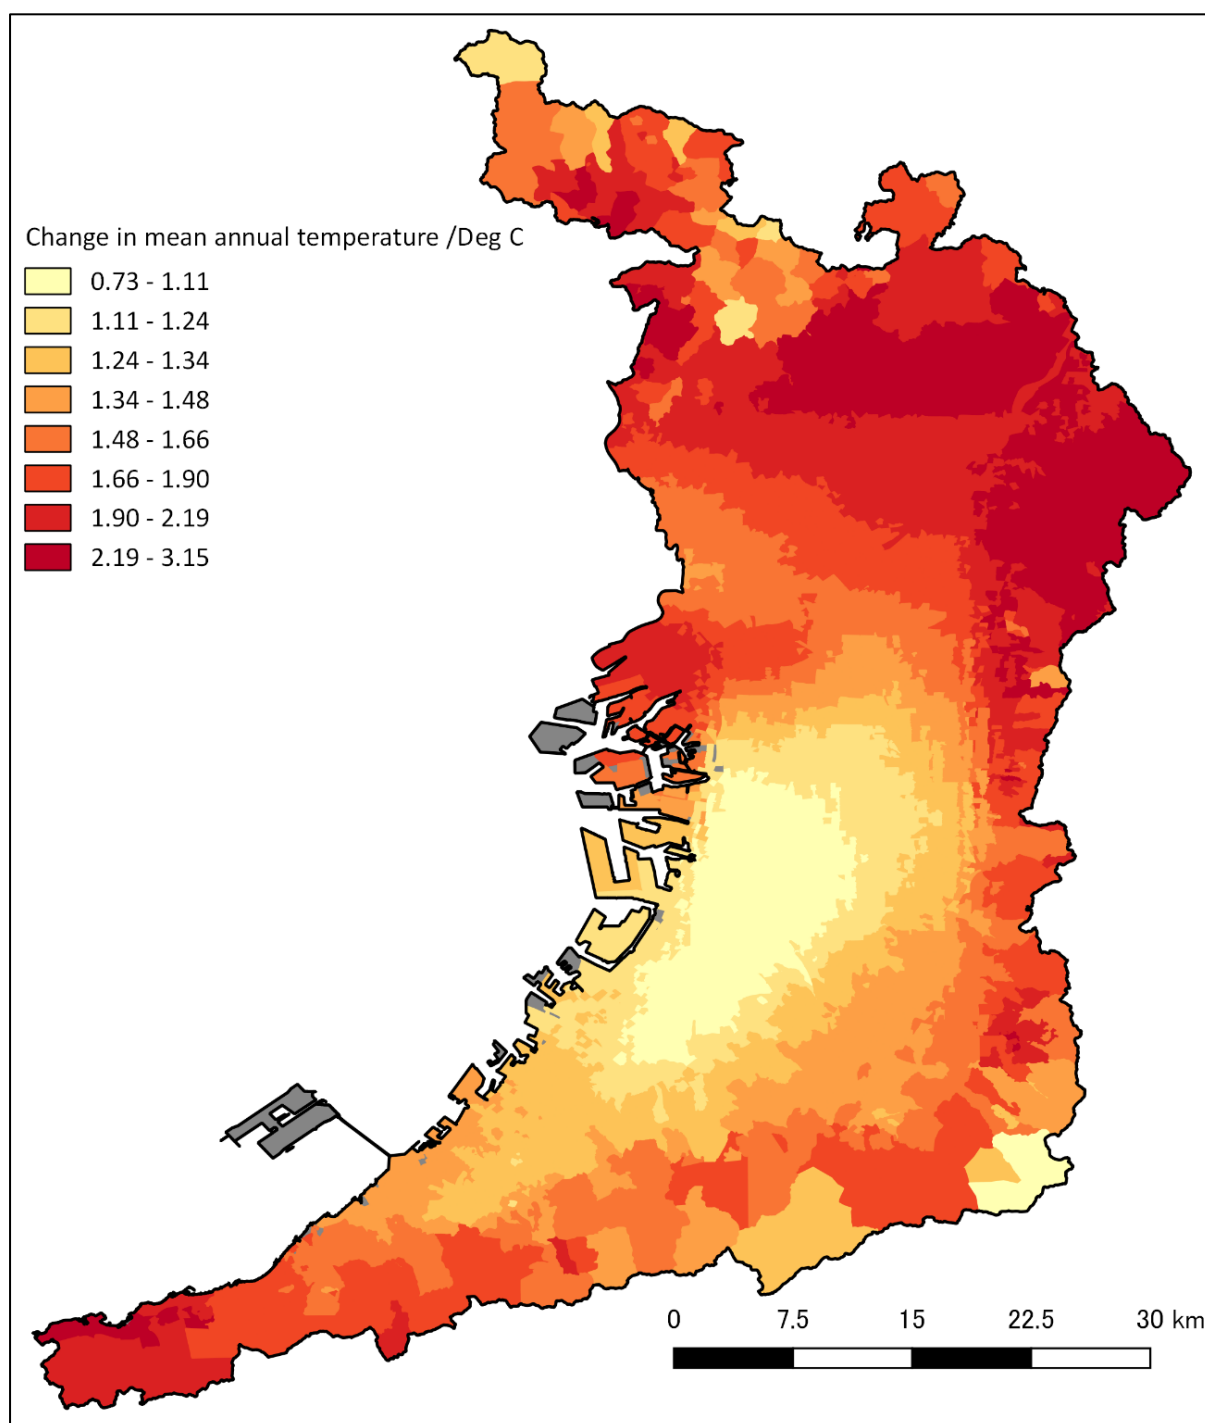 Change in mean annual temperature /Deg C
0.73 - 1.11
1.11 - 1.24
1.24 - 1.34
1.34 - 1.48
1.48 - 1.66
1.66 - 1.90
1.90 - 2.19
2.19 - 3.15
0 7.5 15 22.5 30 km